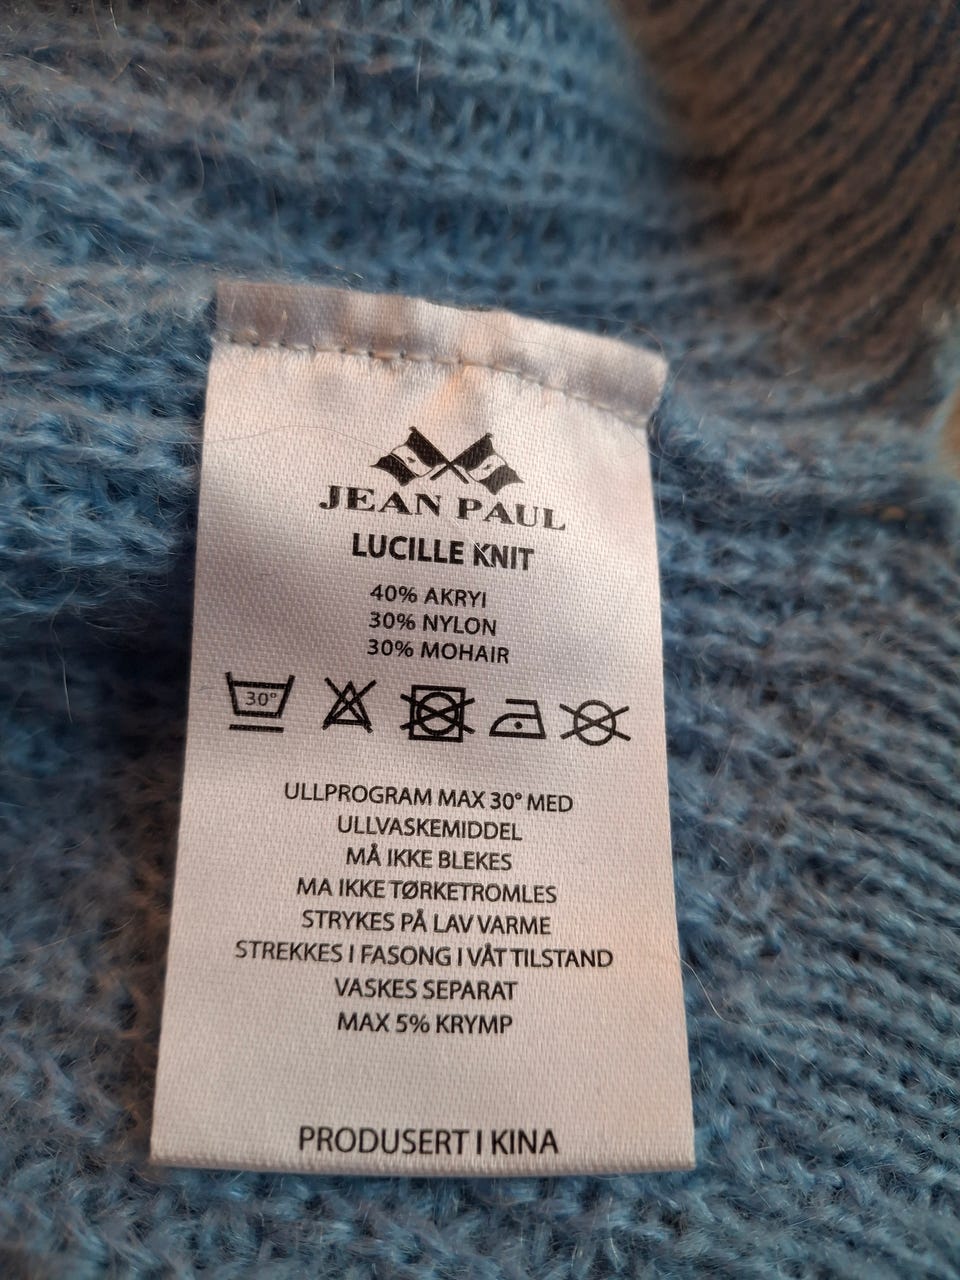 JEAN PAUL
LUCILLE KNIT
40% AKRYl
30% NYLON
30% MOHAIR
30°
ULLPROGRAM MAX 30° MED
ULLVASKEMIDDEL
MÅ IKKE BLEKES
MA IKKE TØRKETROMLES
STRYKES PÅ LAV VARME
STREKKES I FASONG I VÅT TILSTAND
VASKES SEPARAT
MAX 5% KRYMP
PRODUSERT I KINA